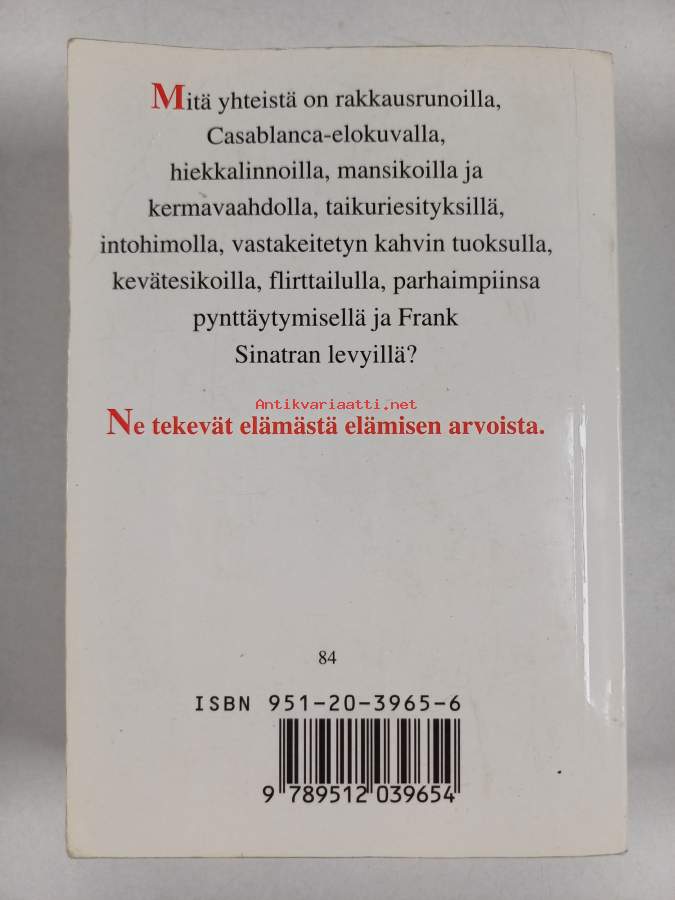 Mitä yhteistä on rakkausrunoilla,
Casablanca-elokuvalla,
hiekkalinnoilla, mansikoilla ja
kermavaahdolla, taikuriesityksillä,
intohimolla, vastakeitetyn kahvin tuoksulla,
kevätesikoilla, flirttailulla, parhaimpiinsa
pynttäytymisellä ja Frank
Sinatran levyillä?
Antikvariaatti.net
Ne tekevät elämästä elämisen arvoista.
84
ISBN 951-20-3965-6
9 789512 039654